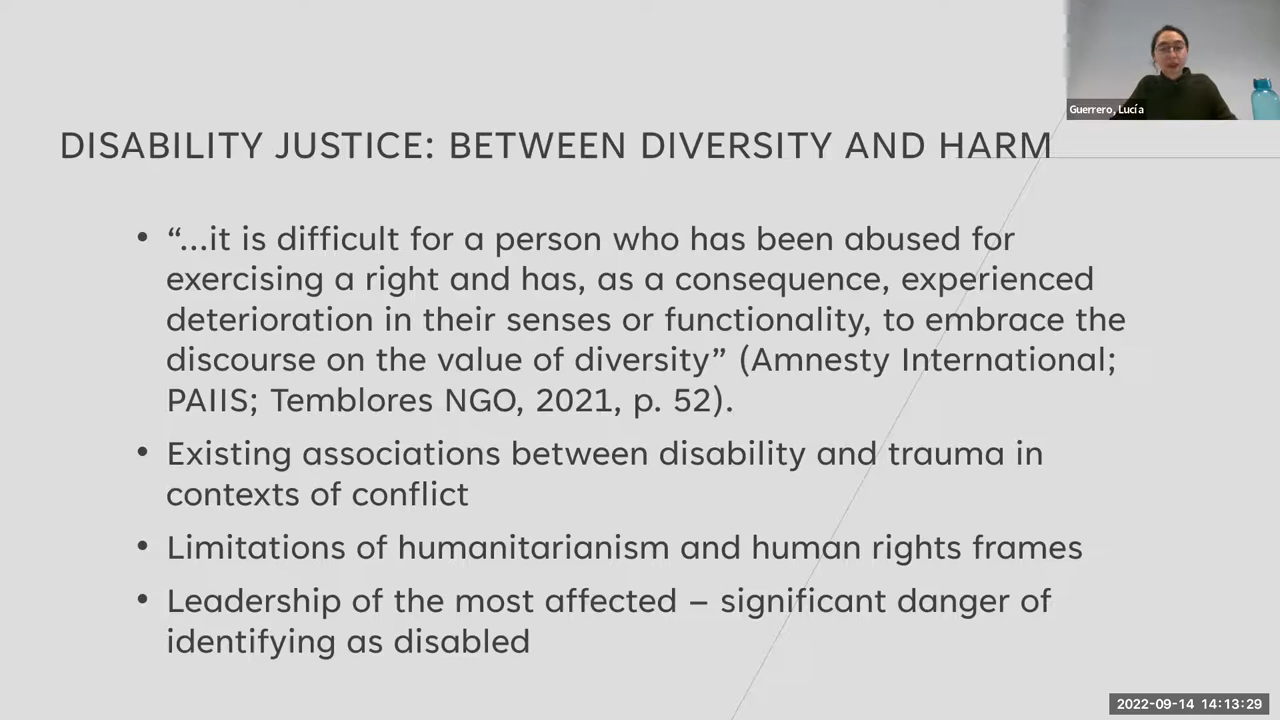 Guerrero, Lucía
DISABILITY JUSTICE: BETWEEN DIVERSITY AND HARM
• “...it is difficult for a person who has been abused for
exercising a right and has, as a consequence, experienced
deterioration in their senses or functionality, to embrace the
discourse on the value of diversity” (Amnesty International;
PAIIS; Temblores NGO, 2021, p. 52).
• Existing associations between disability and trauma in
contexts of conflict
• Limitations of humanitarianism and human rights frames
• Leadership of the most affected – significant danger of
identifying as disabled
2022-09-14 14:13:29